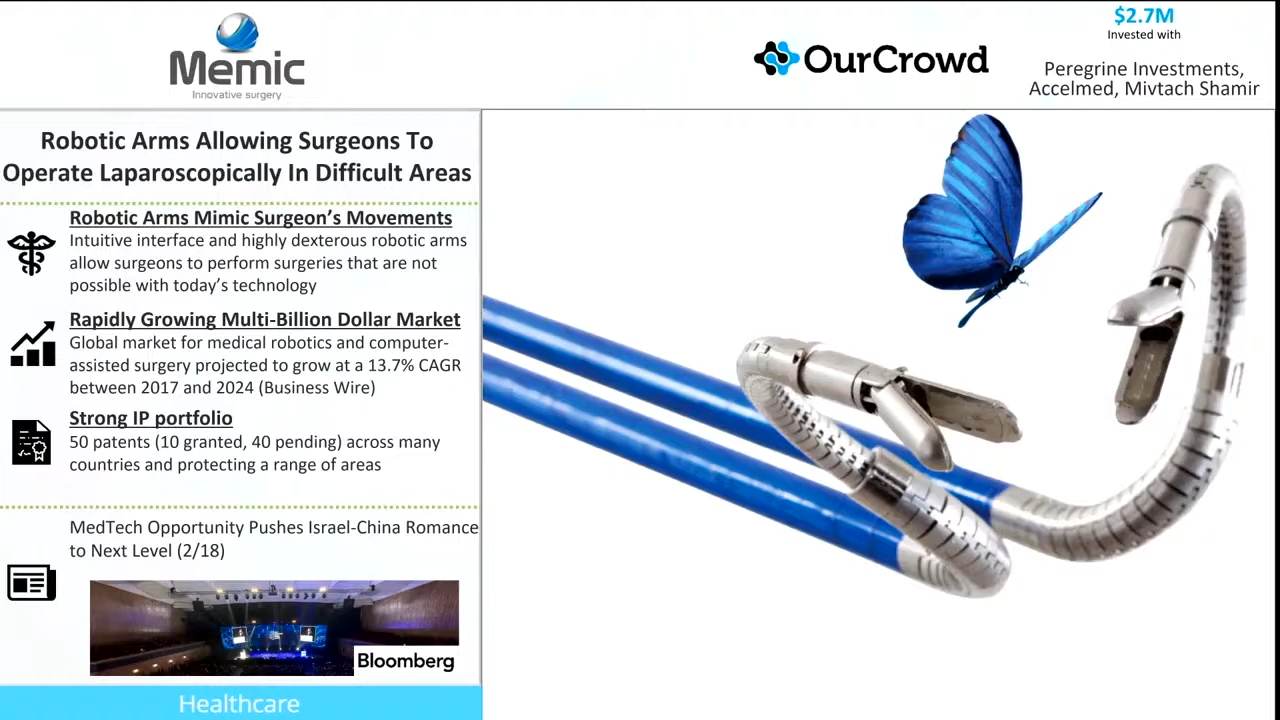 Memic
Innovative surgery
OurCrowd
$2.7M
Invested with
Peregrine Investments,
Accelmed, Mivtach Shamir
Robotic Arms Allowing Surgeons To
Operate Laparoscopically In Difficult Areas
Robotic Arms Mimic Surgeon's Movements
Intuitive interface and highly dexterous robotic arms
allow surgeons to perform surgeries that are not
possible with today's technology
Rapidly Growing Multi-Billion Dollar Market
Global market for medical robotics and computer-
assisted surgery projected to grow at a 13.7% CAGR
between 2017 and 2024 (Business Wire)
Strong IP portfolio
50 patents (10 granted, 40 pending) across many
countries and protecting a range of areas
MedTech Opportunity Pushes Israel-China Romance
to Next Level (2/18)
Bloomberg
Healthcare